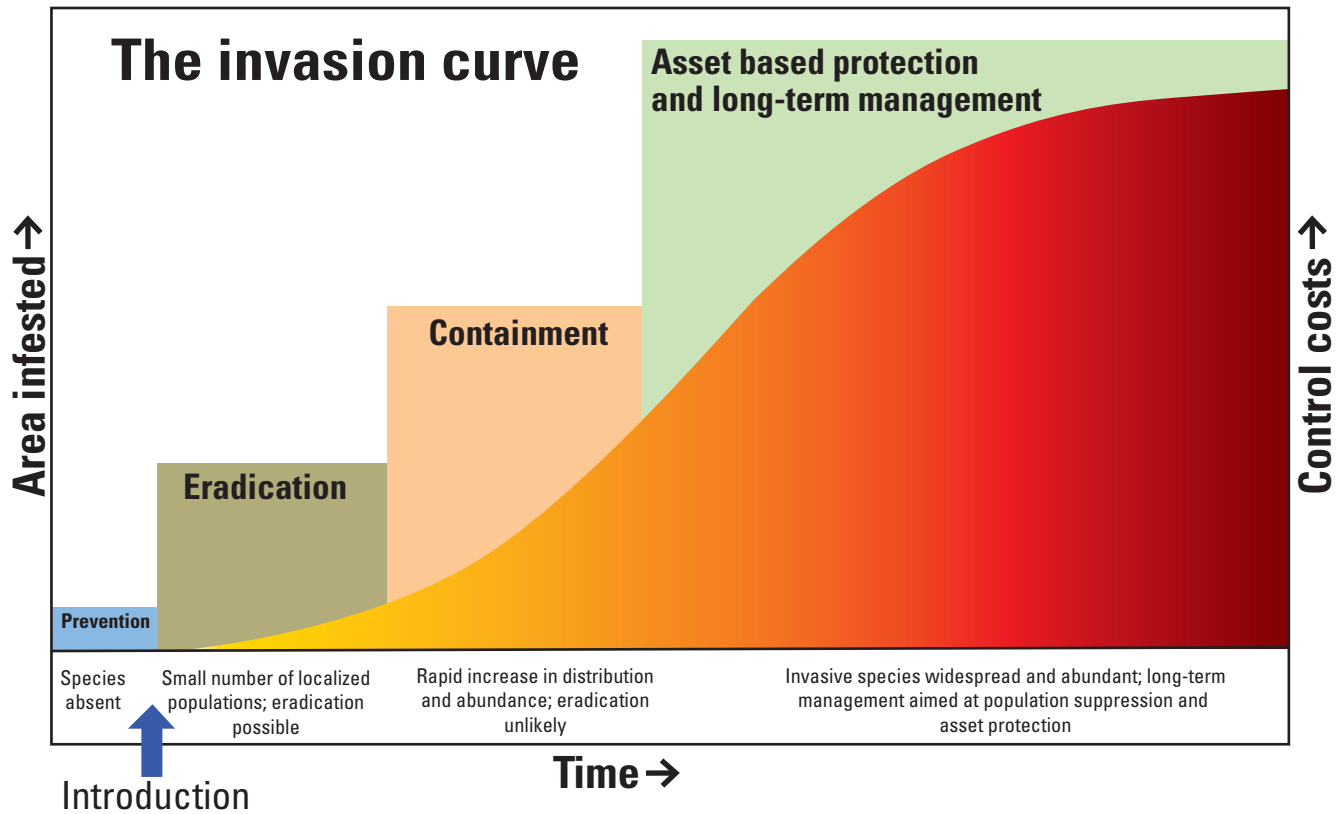 The invasion curve
Asset based protection
and long-term management
Containment
Eradication
Prevention
Area infested →
Control costs →
Species
absent
Small number of localized
populations; eradication
possible
Rapid increase in distribution
and abundance; eradication
unlikely
Invasive species widespread and abundant; long-term
management aimed at population suppression and
asset protection
Time →
Introduction